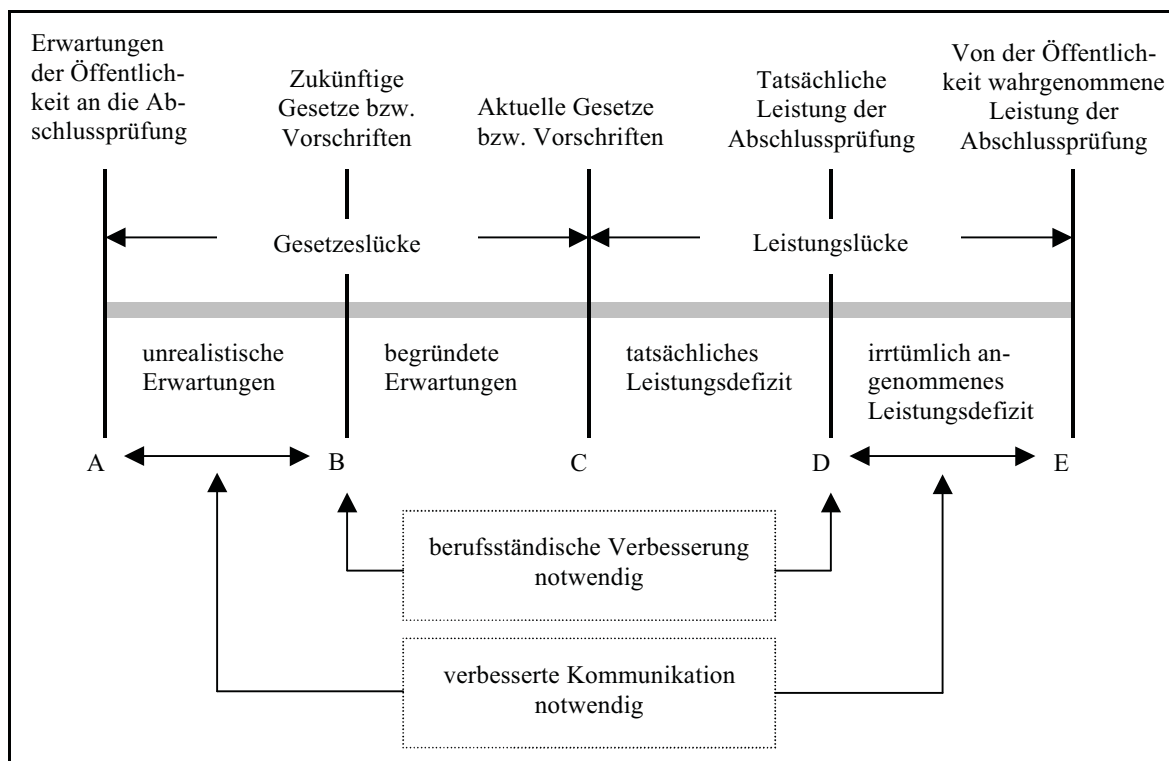 Erwartungen
der Öffentlich-
keit an die Ab-
schlussprüfung
Zukünftige
Gesetze bzw.
Vorschriften
Aktuelle Gesetze
bzw. Vorschriften
Tatsächliche
Leistung der
Abschlussprüfung
Von der Öffentlich-
keit wahrgenommene
Leistung der
Abschlussprüfung
Gesetzeslücke
Leistungslücke
unrealistische
Erwartungen
begründete
Erwartungen
tatsächliches
Leistungsdefizit
irrtümlich an-
genommenes
Leistungsdefizit
A
B
C
D
E
berufsständische Verbesserung
notwendig
verbesserte Kommunikation
notwendig